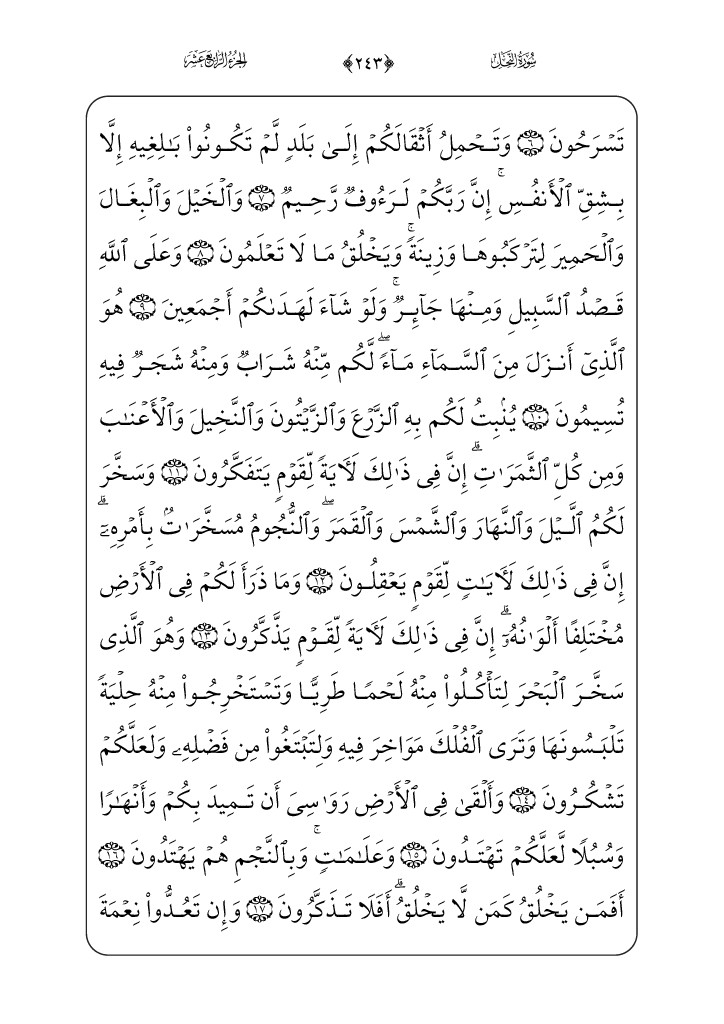 سُورَةُ النَّحْل ﴿٢٤٣﴾ الجُزْءُ الرَّابِعَ عَشَرَ
تَسۡرَحُونَ ٦ وَتَحۡمِلُ أَثۡقَالَكُمۡ إِلَىٰ بَلَدٍ لَّمۡ تَكُونُواْ بَٰلِغِيهِ إِلَّا
بِشِقِّ ٱلۡأَنفُسِۚ إِنَّ رَبَّكُمۡ لَرَءُوفٌ رَّحِيمٌ ٧ وَٱلۡخَيۡلَ وَٱلۡبِغَالَ
وَٱلۡحَمِيرَ لِتَرۡكَبُوهَا وَزِينَةًۚ وَيَخۡلُقُ مَا لَا تَعۡلَمُونَ ٨ وَعَلَى ٱللَّهِ
قَصۡدُ ٱلسَّبِيلِ وَمِنۡهَا جَآئِرٌۚ وَلَوۡ شَآءَ لَهَدَىٰكُمۡ أَجۡمَعِينَ ٩ هُوَ
ٱلَّذِيٓ أَنزَلَ مِنَ ٱلسَّمَآءِ مَآءًۖ لَّكُم مِّنۡهُ شَرَابٌ وَمِنۡهُ شَجَرٌ فِيهِ
تُسِيمُونَ ١٠ يُنۢبِتُ لَكُم بِهِ ٱلزَّرۡعَ وَٱلزَّيۡتُونَ وَٱلنَّخِيلَ وَٱلۡأَعۡنَٰبَ
وَمِن كُلِّ ٱلثَّمَرَٰتِۗ إِنَّ فِي ذَٰلِكَ لَأٓيَةً لِّقَوۡمٍ يَتَفَكَّرُونَ ١١ وَسَخَّرَ
لَكُمُ ٱلَّيۡلَ وَٱلنَّهَارَ وَٱلشَّمۡسَ وَٱلۡقَمَرَۖ وَٱلنُّجُومُ مُسَخَّرَٰتُۢ بِأَمۡرِهِۦٓۗ
إِنَّ فِي ذَٰلِكَ لَأٓيَٰتٍ لِّقَوۡمٍ يَعۡقِلُونَ ١٢ وَمَا ذَرَأَ لَكُمۡ فِي ٱلۡأَرۡضِ
مُخۡتَلِفًا أَلۡوَٰنُهُۥٓۗ إِنَّ فِي ذَٰلِكَ لَأٓيَةً لِّقَوۡمٍ يَذَّكَّرُونَ ١٣ وَهُوَ ٱلَّذِي
سَخَّرَ ٱلۡبَحۡرَ لِتَأۡكُلُواْ مِنۡهُ لَحۡمًا طَرِيًّا وَتَسۡتَخۡرِجُواْ مِنۡهُ حِلۡيَةً
تَلۡبَسُونَهَا وَتَرَى ٱلۡفُلۡكَ مَوَاخِرَ فِيهِ وَلِتَبۡتَغُواْ مِن فَضۡلِهِۦ وَلَعَلَّكُمۡ
تَشۡكُرُونَ ١٤ وَأَلۡقَىٰ فِي ٱلۡأَرۡضِ رَوَٰسِيَ أَن تَمِيدَ بِكُمۡ وَأَنۡهَٰرًا
وَسُبُلًا لَّعَلَّكُمۡ تَهۡتَدُونَ ١٥ وَعَلَٰمَٰتٍۚ وَبِٱلنَّجۡمِ هُمۡ يَهۡتَدُونَ ١٦
أَفَمَن يَخۡلُقُ كَمَن لَّا يَخۡلُقُۗ أَفَلَا تَذَكَّرُونَ ١٧ وَإِن تَعُدُّواْ نِعۡمَةَ